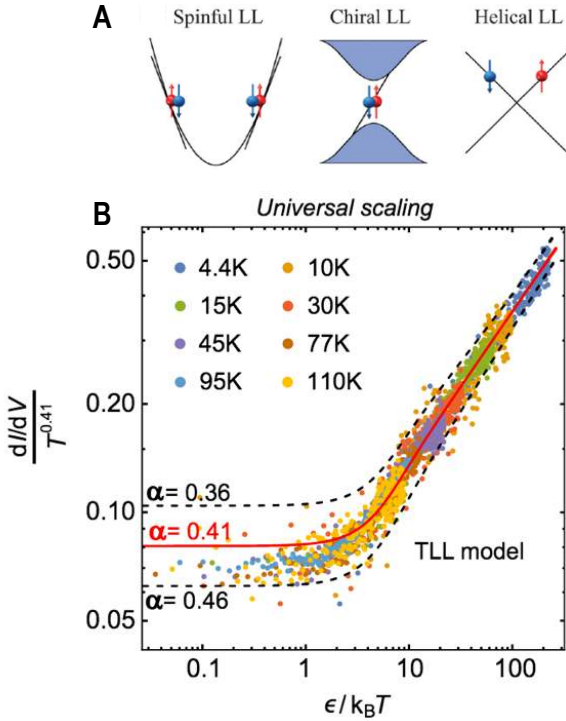 A
Spinful LL Chiral LL Helical LL
B
Universal scaling
dI/dV
T^0.41
0.50
0.20
0.10
0.05
4.4K 10K
15K 30K
45K 77K
95K 110K
α= 0.36
α= 0.41
α= 0.46
TLL model
0.1 1 10 100
ϵ/kBT